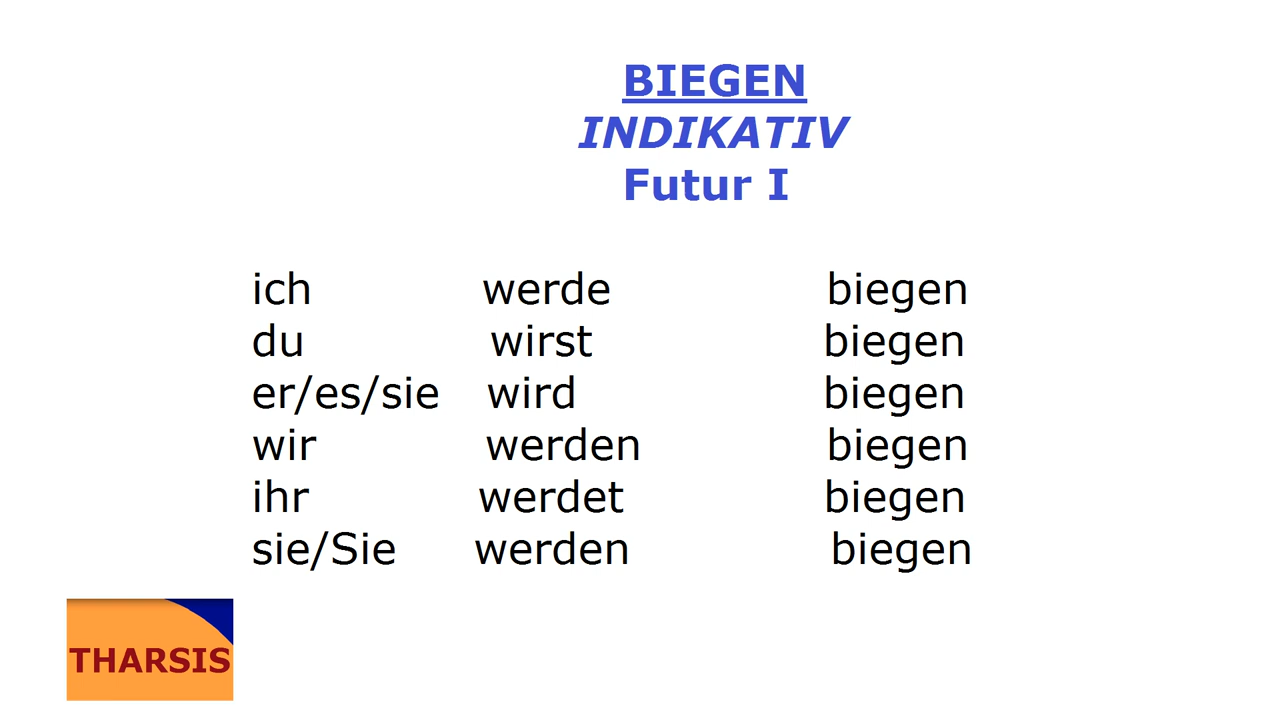 BIEGEN
INDIKATIV
Futur I
ich werde biegen
du wirst biegen
er/es/sie wird biegen
wir werden biegen
ihr werdet biegen
sie/Sie werden biegen
THARSIS